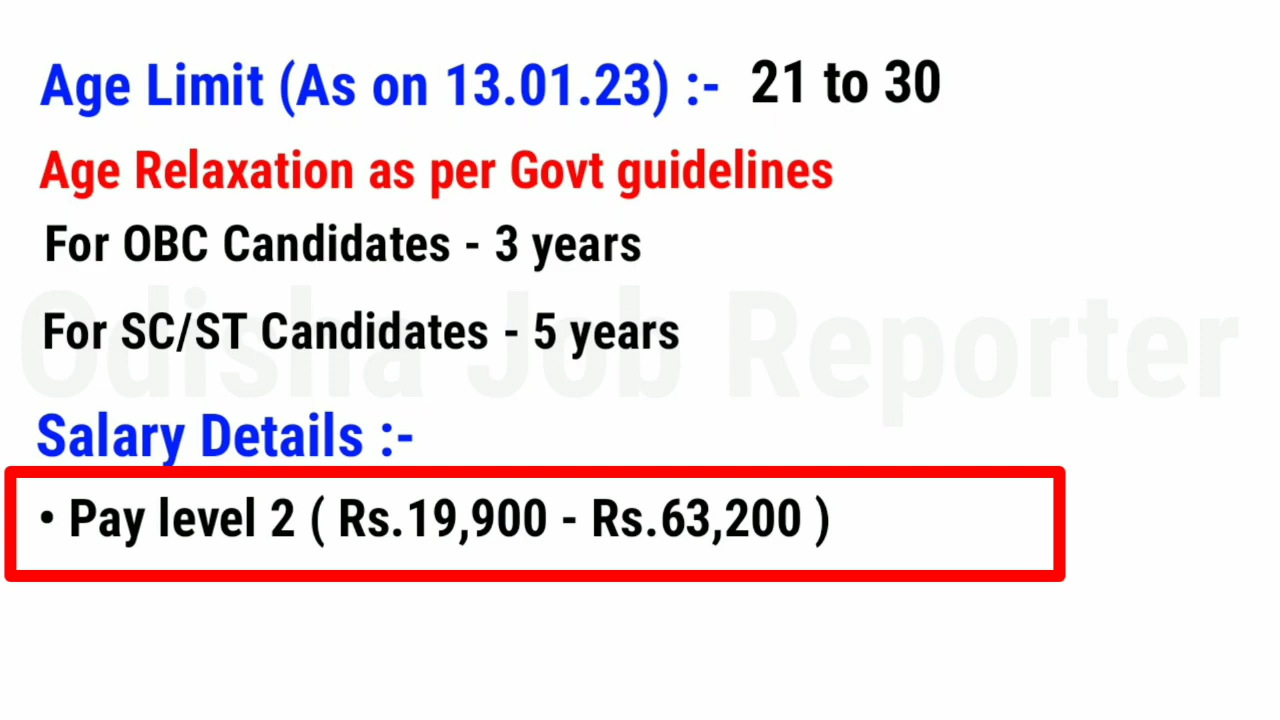 Age Limit (As on 13.01.23) :- 21 to 30
Age Relaxation as per Govt guidelines
For OBC Candidates - 3 years
For SC/ST Candidates - 5 years
Odisha Job Reporter
Salary Details :-
• Pay level 2 ( Rs.19,900 - Rs.63,200 )